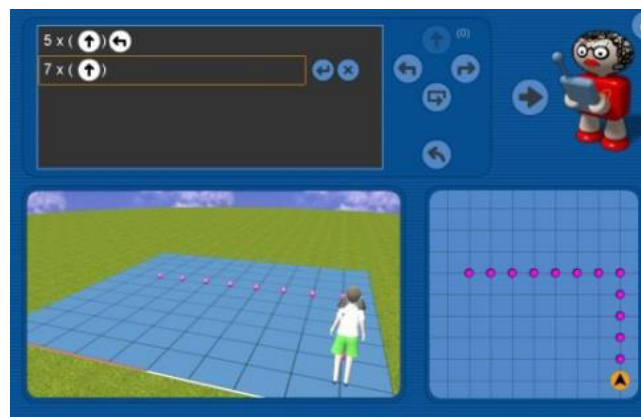 5 x ( ↑ ) ↰
7 x ( ↑ )
(0)